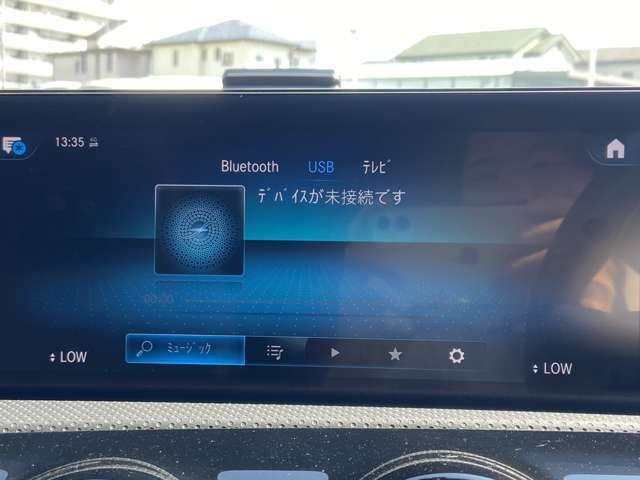 13:35 4G
Bluetooth USB ﾃﾚﾋﾞ
ﾃﾞﾊﾞｲｽが未接続です
00:00
ﾐｭｰｼﾞｯｸ
LOW
LOW